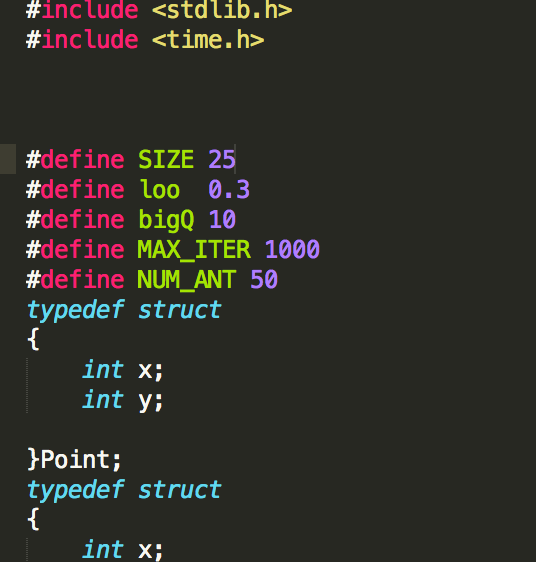 #include <stdlib.h>
#include <time.h>
#define SIZE 25
#define loo  0.3
#define bigQ 10
#define MAX_ITER 1000
#define NUM_ANT 50
typedef struct
{
    int x;
    int y;
}Point;
typedef struct
{
    int x;